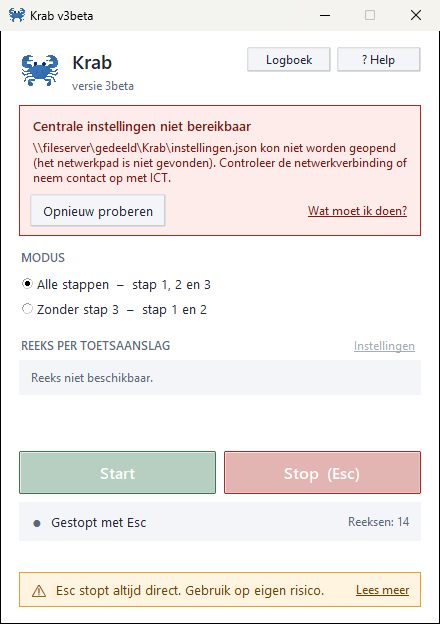 Krab v3beta
Krab
versie 3beta
Logboek
? Help
Centrale instellingen niet bereikbaar
\\fileserver\gedeeld\Krab\instellingen.json kon niet worden geopend
(het netwerkpad is niet gevonden). Controleer de netwerkverbinding of
neem contact op met ICT.
Opnieuw proberen
Wat moet ik doen?
MODUS
Alle stappen – stap 1, 2 en 3
Zonder stap 3 – stap 1 en 2
REEKS PER TOETSAANSLAG
Instellingen
Reeks niet beschikbaar.
Start
Stop (Esc)
Gestopt met Esc
Reeksen: 14
Esc stopt altijd direct. Gebruik op eigen risico.
Lees meer